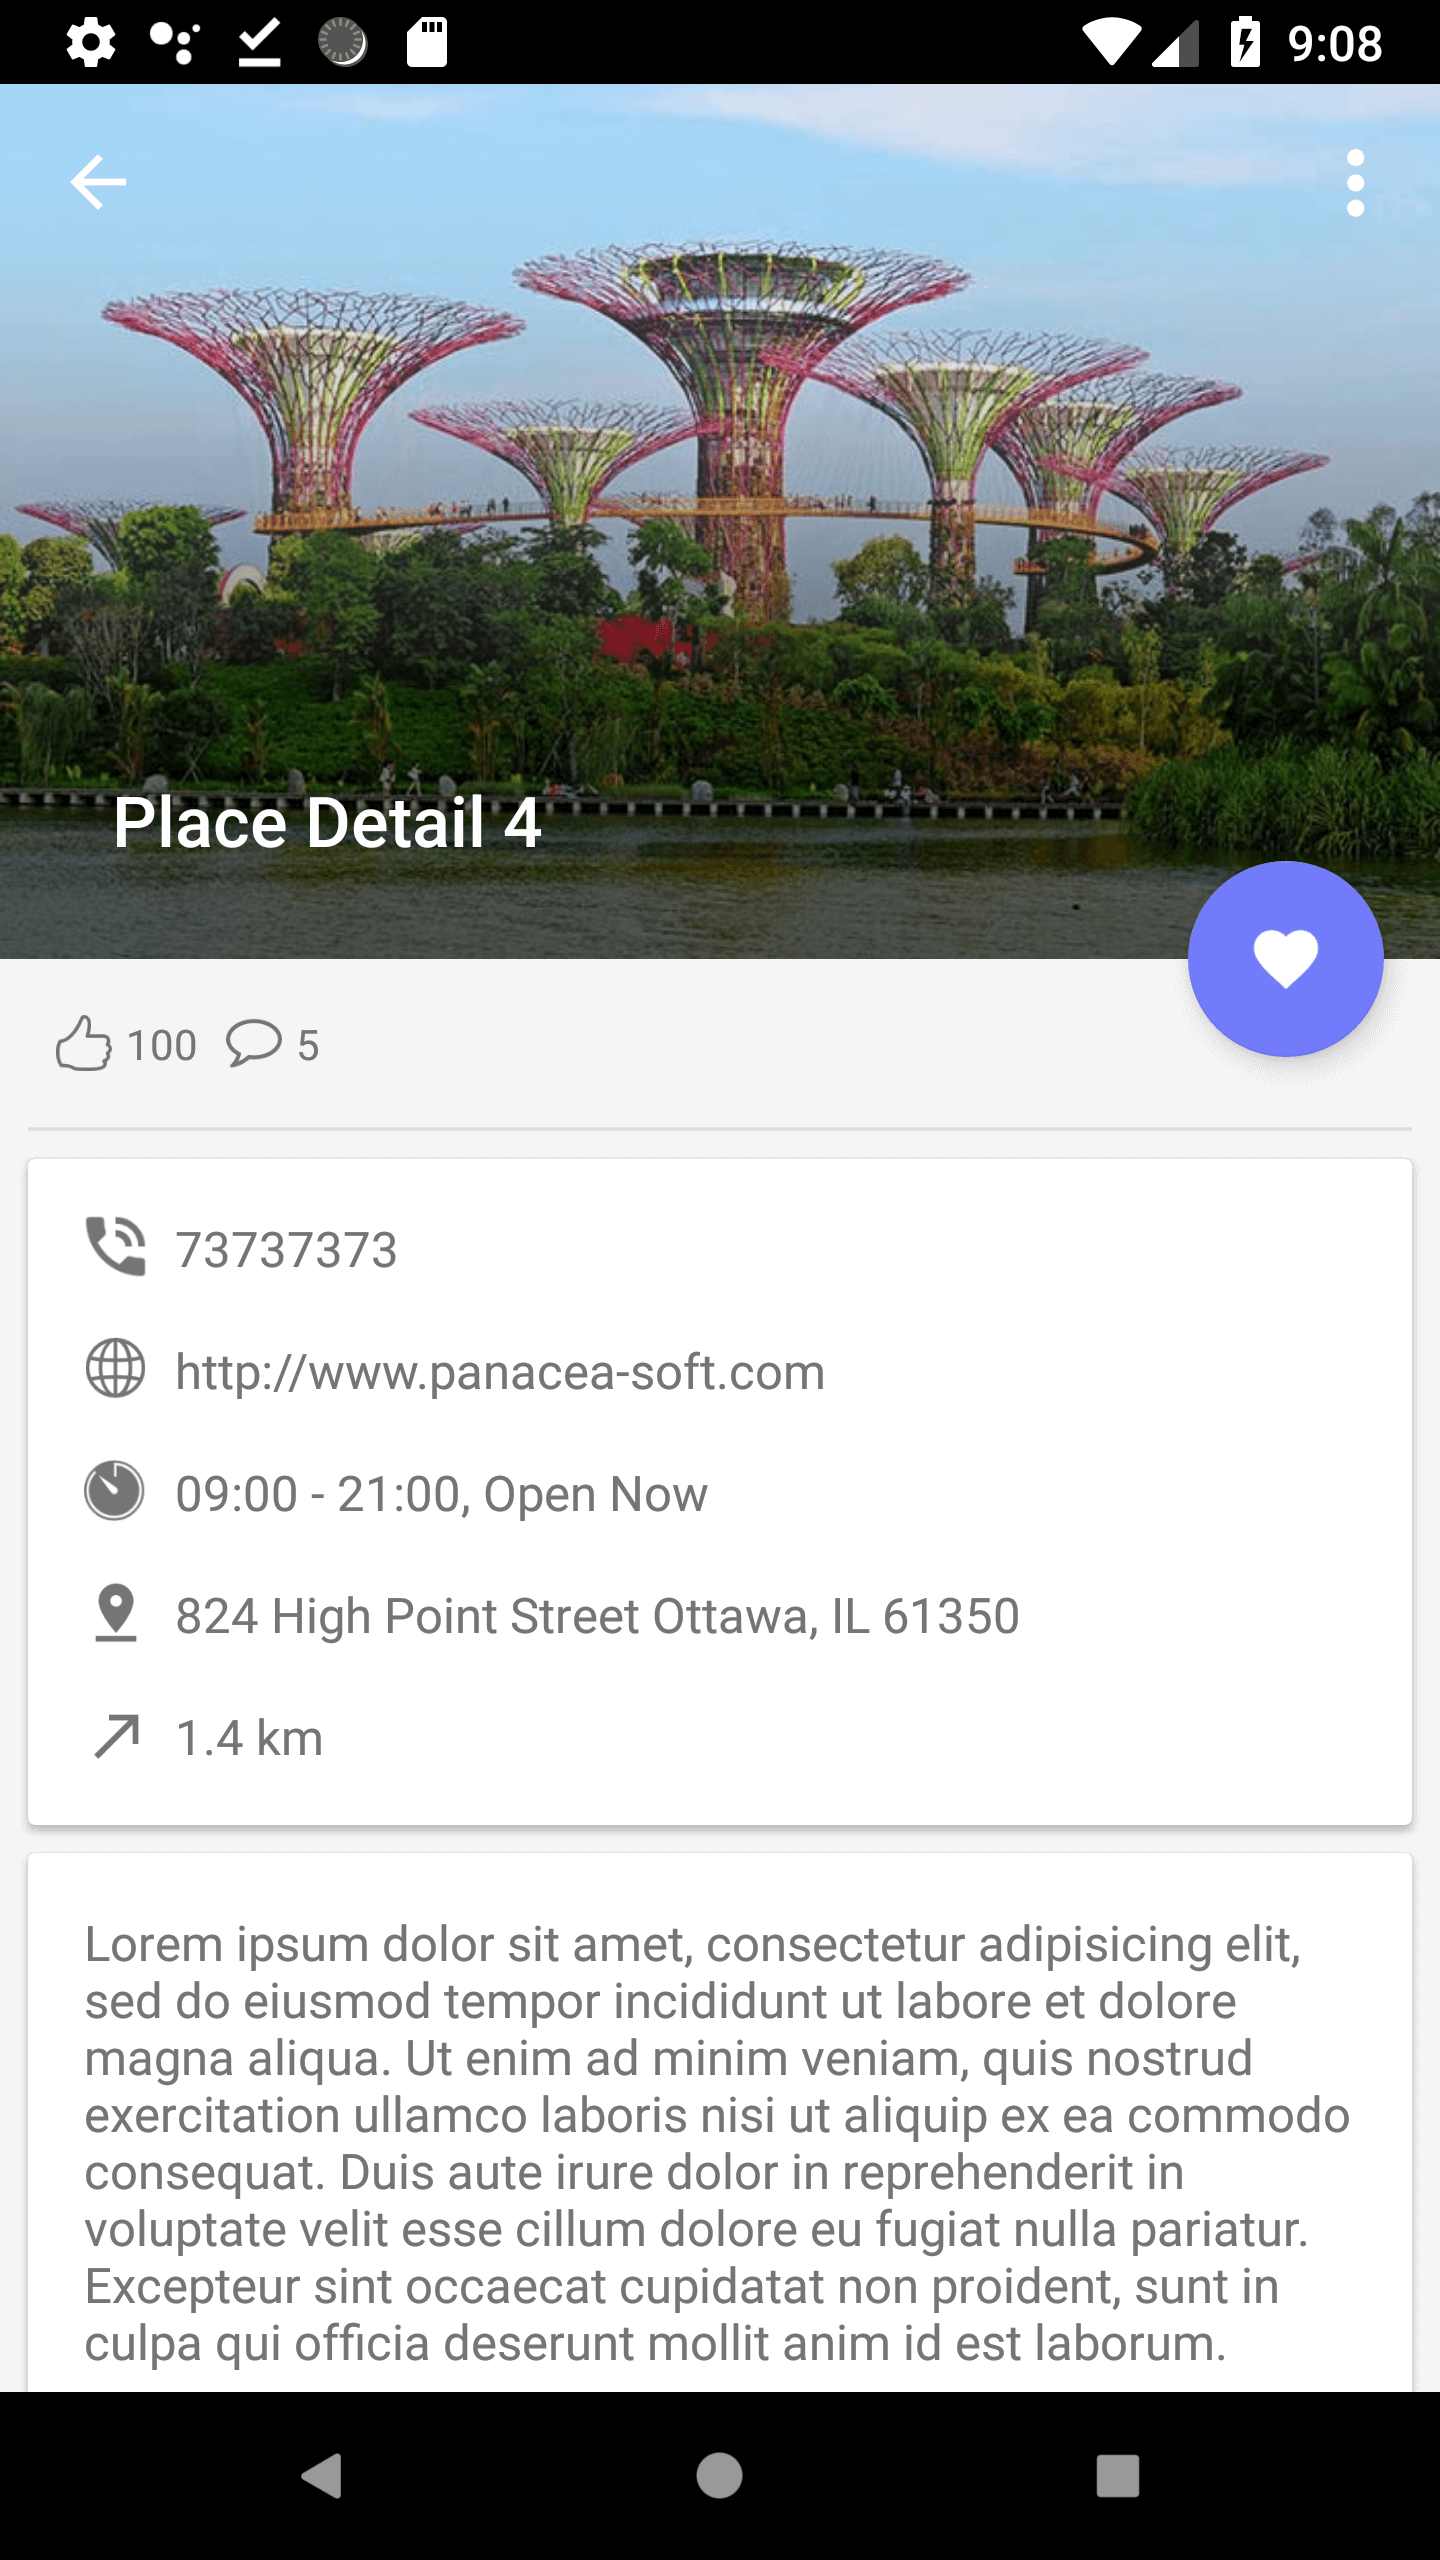 9:08
Place Detail 4
100 5
73737373
http://www.panacea-soft.com
09:00 - 21:00, Open Now
824 High Point Street Ottawa, IL 61350
1.4 km
Lorem ipsum dolor sit amet, consectetur adipisicing elit,
sed do eiusmod tempor incididunt ut labore et dolore
magna aliqua. Ut enim ad minim veniam, quis nostrud
exercitation ullamco laboris nisi ut aliquip ex ea commodo
consequat. Duis aute irure dolor in reprehenderit in
voluptate velit esse cillum dolore eu fugiat nulla pariatur.
Excepteur sint occaecat cupidatat non proident, sunt in
culpa qui officia deserunt mollit anim id est laborum.